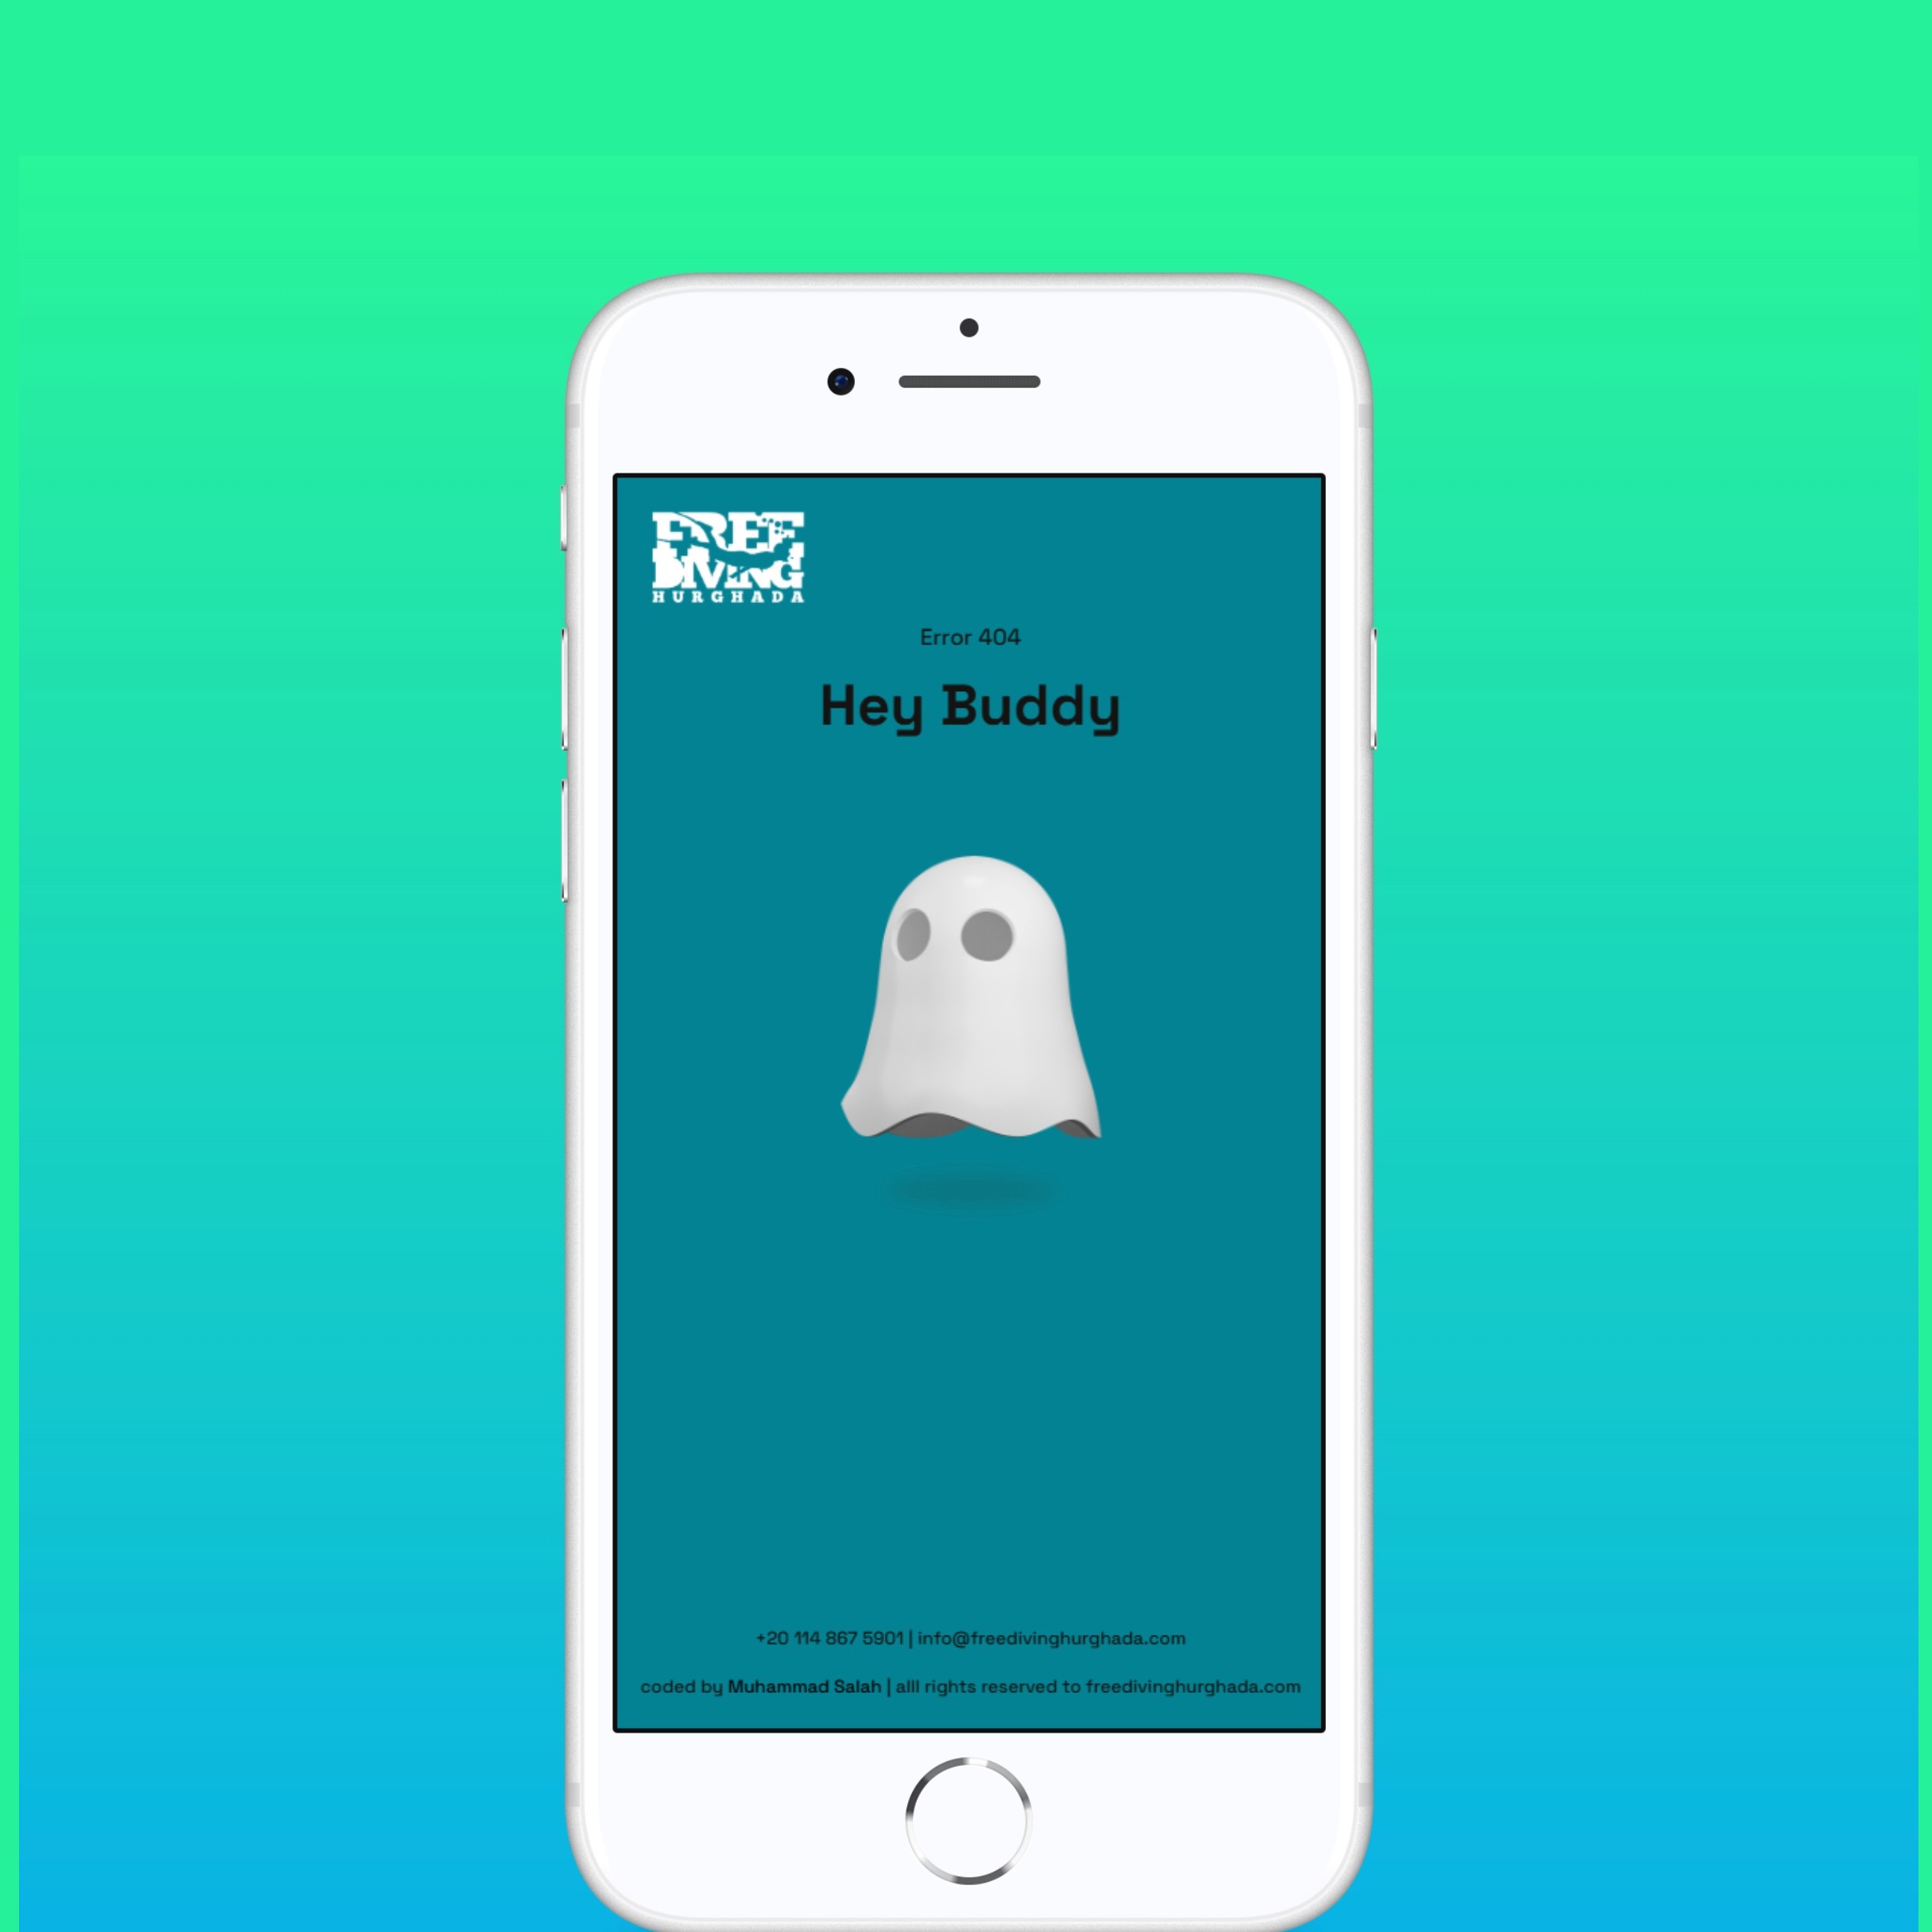 FREE
DIVING
HURGHADA
Error 404
Hey Buddy
+20 114 867 5901 | info@freedivinghurghada.com
coded by Muhammad Salah | alll rights reserved to freedivinghurghada.com